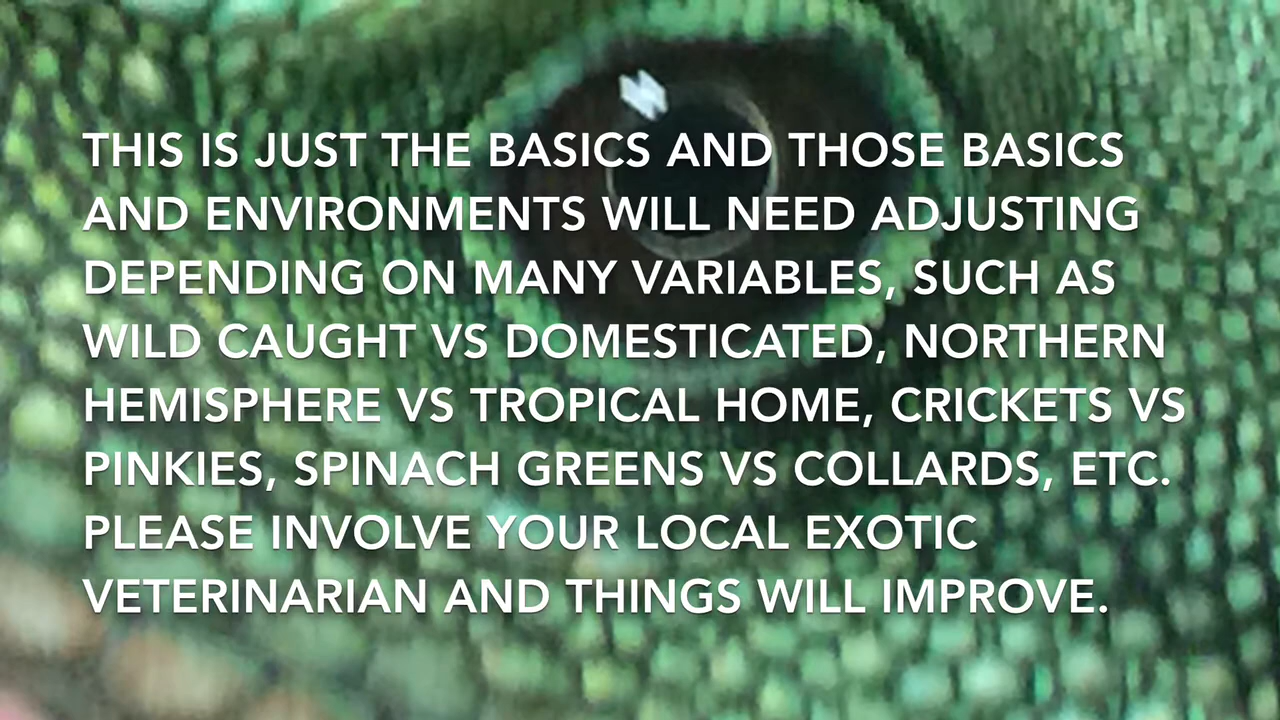 THIS IS JUST THE BASICS AND THOSE BASICS
AND ENVIRONMENTS WILL NEED ADJUSTING
DEPENDING ON MANY VARIABLES, SUCH AS
WILD CAUGHT VS DOMESTICATED, NORTHERN
HEMISPHERE VS TROPICAL HOME, CRICKETS VS
PINKIES, SPINACH GREENS VS COLLARDS, ETC.
PLEASE INVOLVE YOUR LOCAL EXOTIC
VETERINARIAN AND THINGS WILL IMPROVE.